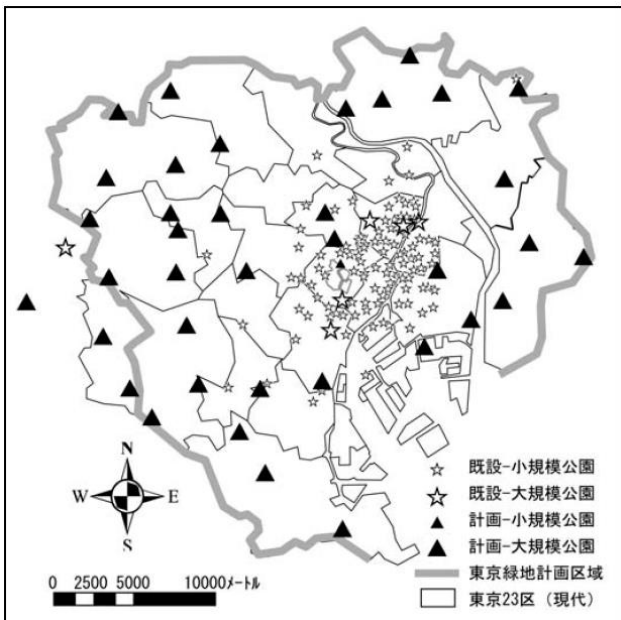 N
W E
S
0 2500 5000 10000メートル
既設-小規模公園
既設-大規模公園
計画-小規模公園
計画-大規模公園
東京緑地計画区域
東京23区（現代）